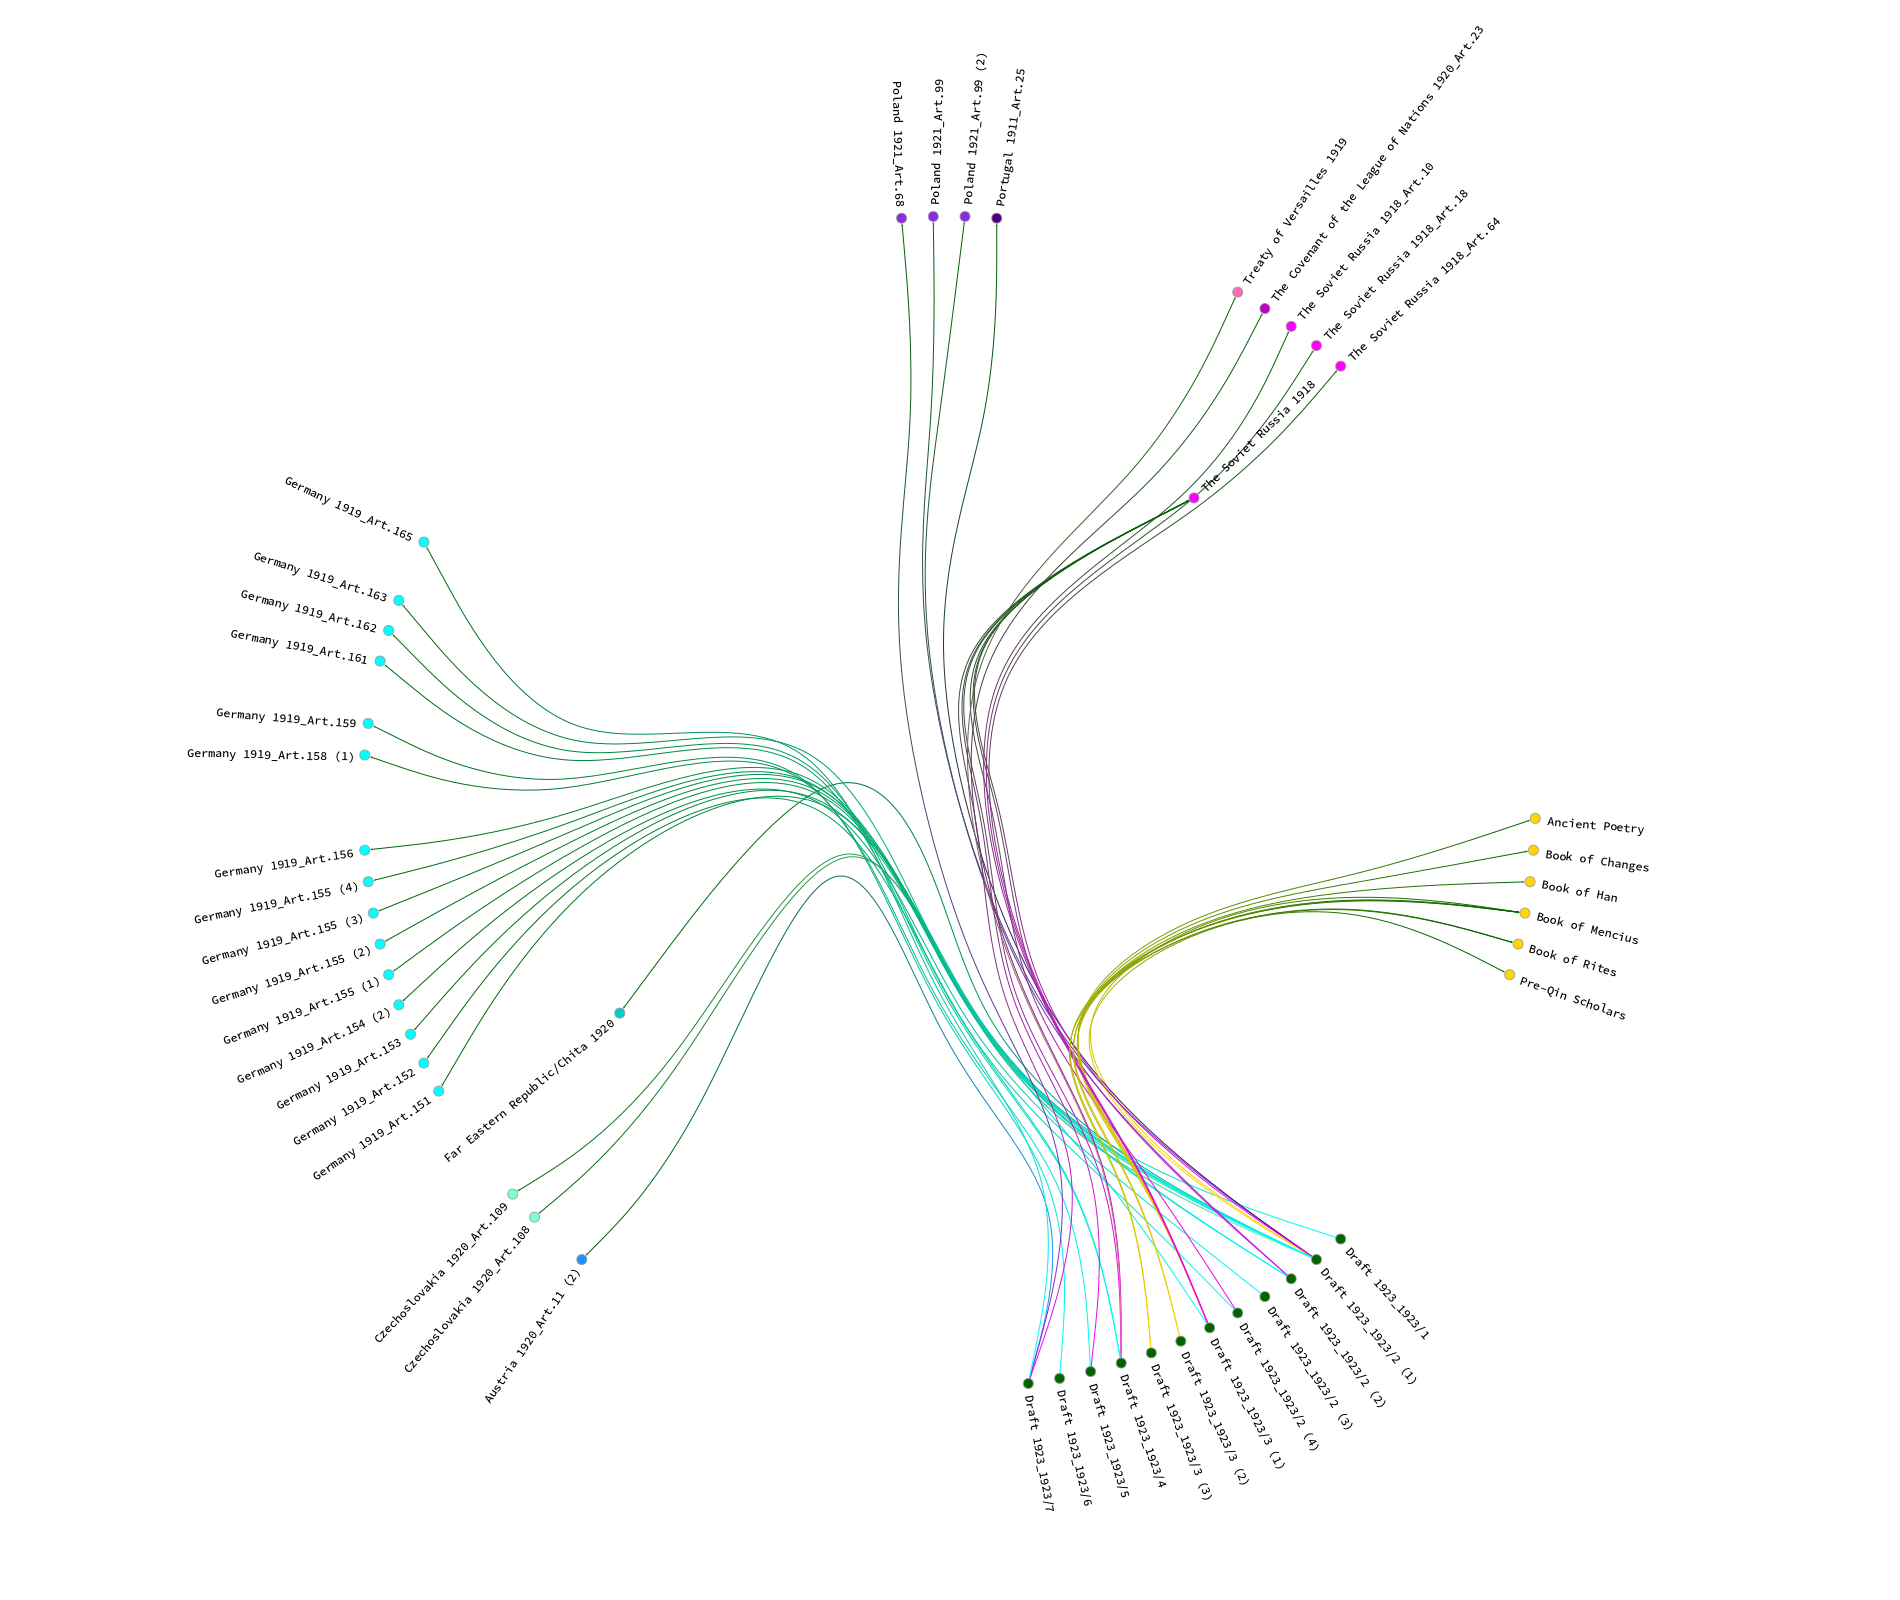 Poland 1921_Art.68
Poland 1921_Art.99
Poland 1921_Art.99 (2)
Portugal 1911_Art.25
Treaty of Versailles 1919
The Covenant of the League of Nations 1920_Art.23
The Soviet Russia 1918_Art.10
The Soviet Russia 1918_Art.18
The Soviet Russia 1918_Art.64
The Soviet Russia 1918
Ancient Poetry
Book of Changes
Book of Han
Book of Mencius
Book of Rites
Pre-Qin Scholars
Draft 1923_1923/1
Draft 1923_1923/2 (1)
Draft 1923_1923/2 (2)
Draft 1923_1923/2 (3)
Draft 1923_1923/2 (4)
Draft 1923_1923/3 (1)
Draft 1923_1923/3 (2)
Draft 1923_1923/3 (3)
Draft 1923_1923/4
Draft 1923_1923/5
Draft 1923_1923/6
Draft 1923_1923/7
Austria 1920_Art.11 (2)
Czechoslovakia 1920_Art.108
Czechoslovakia 1920_Art.109
Far Eastern Republic/Chita 1920
Germany 1919_Art.151
Germany 1919_Art.152
Germany 1919_Art.153
Germany 1919_Art.154 (2)
Germany 1919_Art.155 (1)
Germany 1919_Art.155 (2)
Germany 1919_Art.155 (3)
Germany 1919_Art.155 (4)
Germany 1919_Art.156
Germany 1919_Art.158 (1)
Germany 1919_Art.159
Germany 1919_Art.161
Germany 1919_Art.162
Germany 1919_Art.163
Germany 1919_Art.165